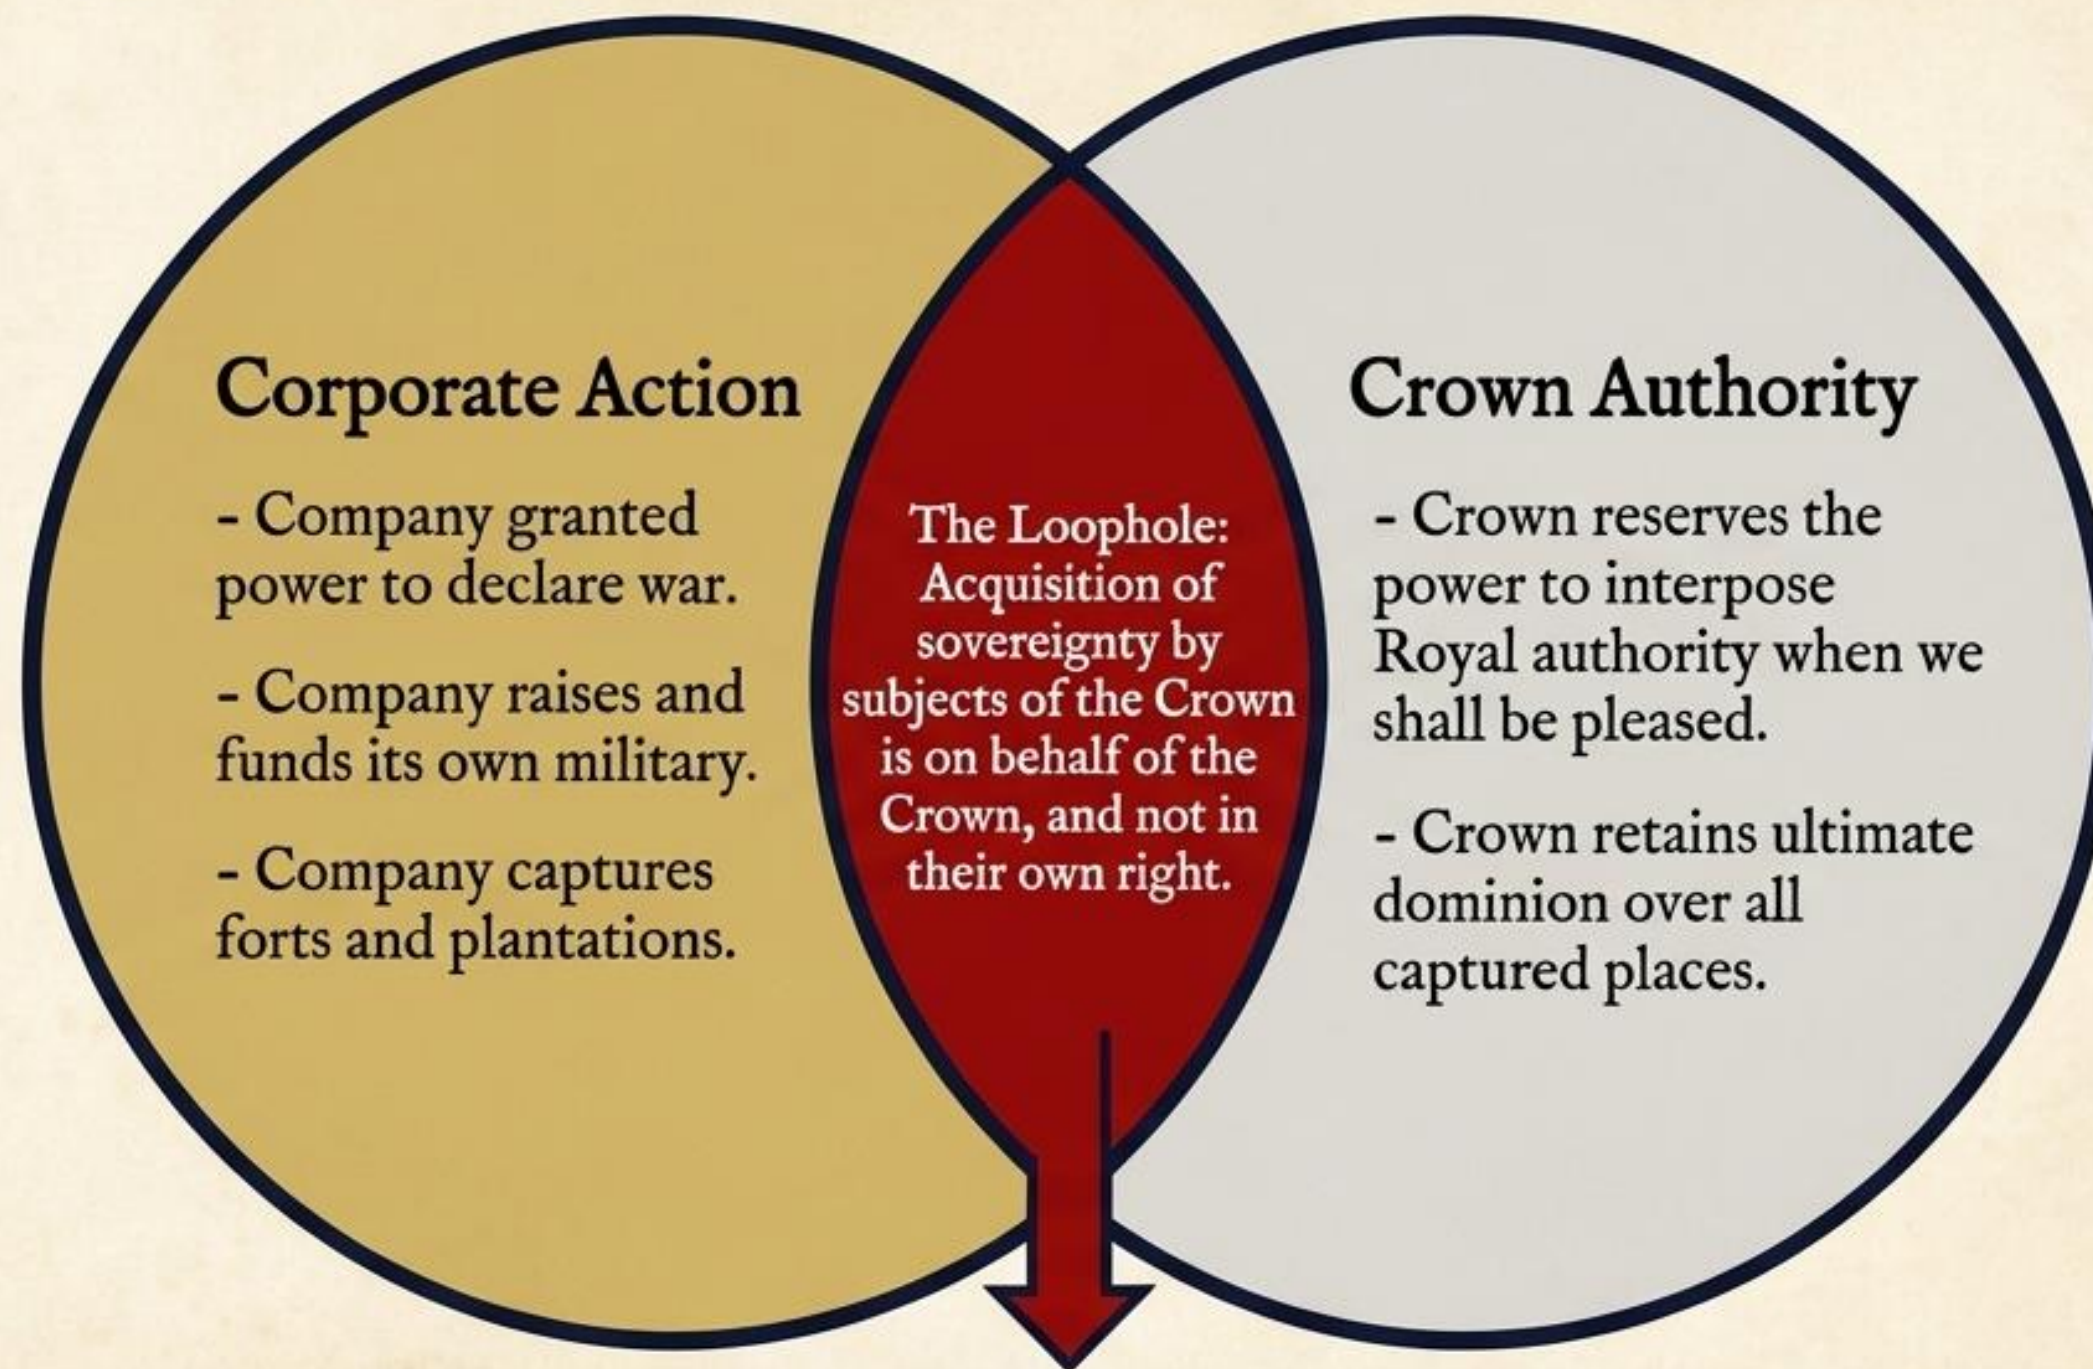 Corporate Action
- Company granted
power to declare war.
- Company raises and
funds its own military.
- Company captures
forts and plantations.
The Loophole:
Acquisition of
sovereignty by
subjects of the Crown
is on behalf of the
Crown, and not in
their own right.
Crown Authority
- Crown reserves the
power to interpose
Royal authority when we
shall be pleased.
- Crown retains ultimate
dominion over all
captured places.